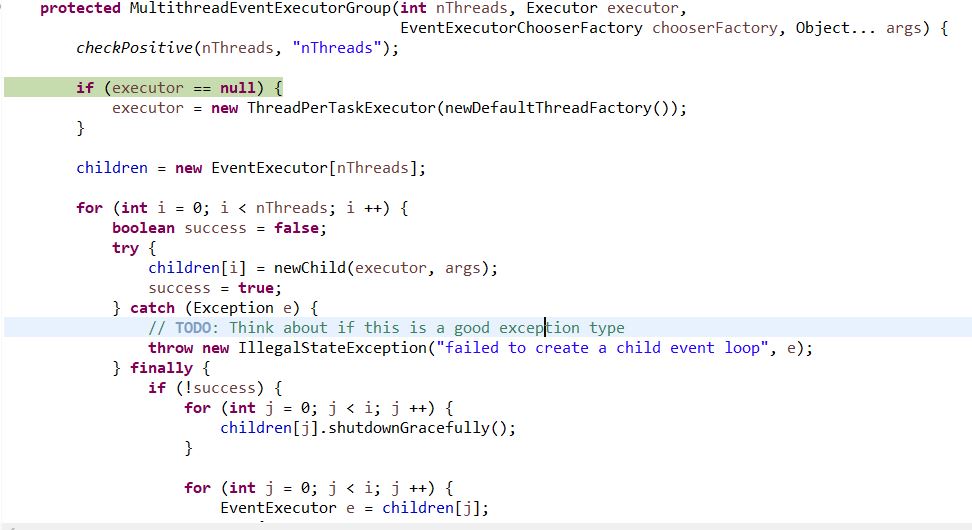 protected MultithreadEventExecutorGroup(int nThreads, Executor executor,
EventExecutorChooserFactory chooserFactory, Object... args) {
checkPositive(nThreads, "nThreads");
if (executor == null) {
executor = new ThreadPerTaskExecutor(newDefaultThreadFactory());
}
children = new EventExecutor[nThreads];
for (int i = 0; i < nThreads; i ++) {
boolean success = false;
try {
children[i] = newChild(executor, args);
success = true;
} catch (Exception e) {
// TODO: Think about if this is a good exception type
throw new IllegalStateException("failed to create a child event loop", e);
} finally {
if (!success) {
for (int j = 0; j < i; j ++) {
children[j].shutdownGracefully();
}
for (int j = 0; j < i; j ++) {
EventExecutor e = children[j];